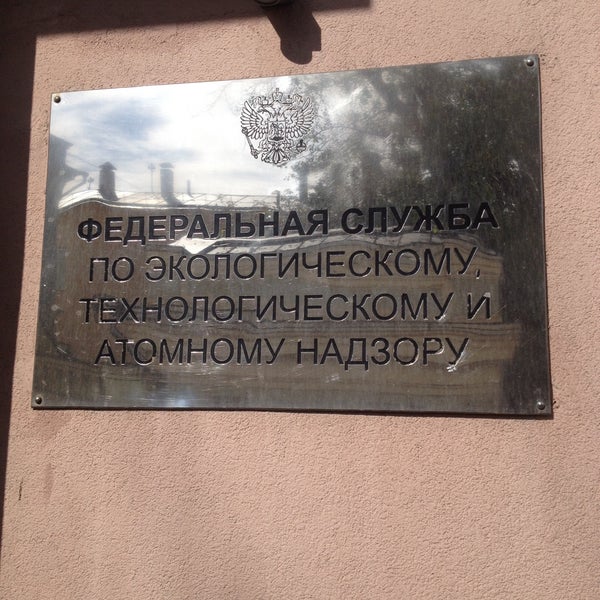 ФЕДЕРАЛЬНАЯ СЛУЖБА
ПО ЭКОЛОГИЧЕСКОМУ,
ТЕХНОЛОГИЧЕСКОМУ И
АТОМНОМУ НАДЗОРУ